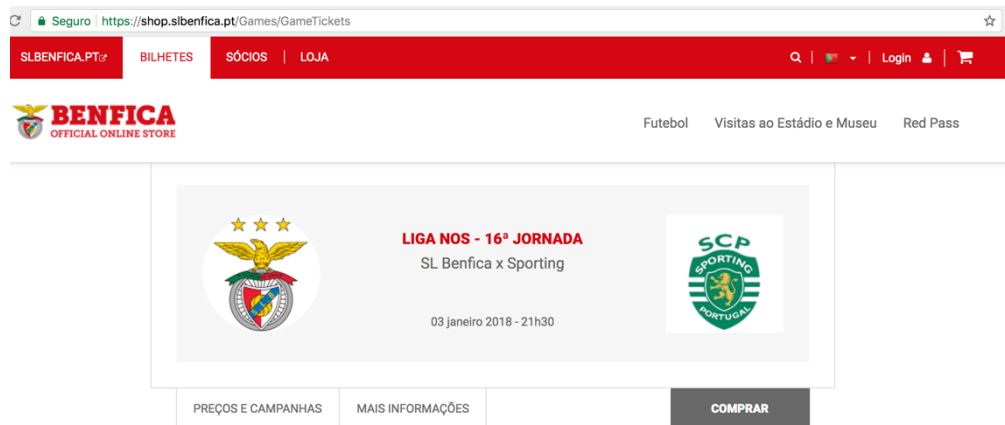 Seguro https://shop.slbenfica.pt/Games/GameTickets
SLBENFICA.PT BILHETES SÓCIOS | LOJA | | Login |
BENFICA
OFFICIAL ONLINE STORE
Futebol Visitas ao Estádio e Museu Red Pass
LIGA NOS - 16ª JORNADA
SL Benfica x Sporting
03 janeiro 2018 - 21h30
SCP
SPORTING
PORTUGAL
PREÇOS E CAMPANHAS MAIS INFORMAÇÕES COMPRAR